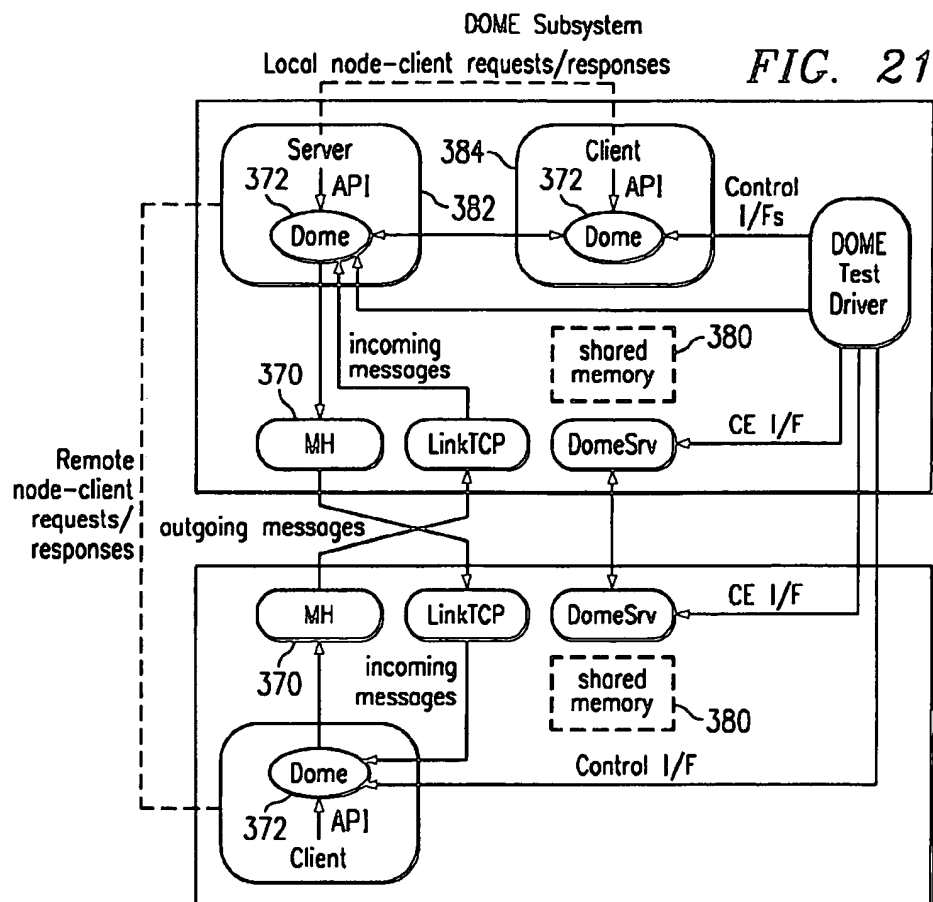 DOME Subsystem
Local node-client requests/responses
FIG. 21
Server
384
Client
372
API
382
372
API
Control
I/Fs
Dome
Dome
DOME
Test
Driver
incoming
messages
shared
memory
380
370
CE I/F
MH
LinkTCP
DomeSrv
Remote
node-client
requests/
responses
outgoing messages
MH
LinkTCP
DomeSrv
CE I/F
370
incoming
messages
shared
memory
380
Dome
Control I/F
372
API
Client